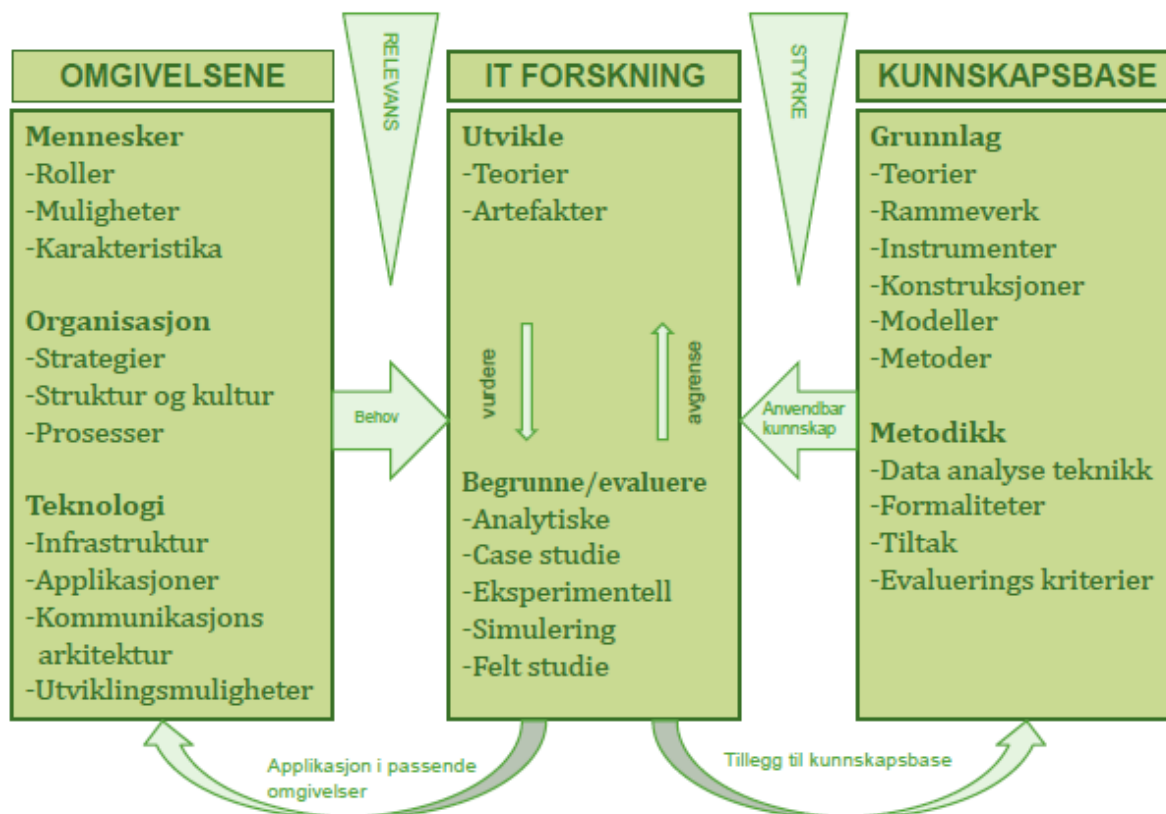 RELEVANS
STYRKE
OMGIVELSENE
Mennesker
-Roller
-Muligheter
-Karakteristika
Organisasjon
-Strategier
-Struktur og kultur
-Prosesser
Teknologi
-Infrastruktur
-Applikasjoner
-Kommunikasjons
arkitektur
-Utviklingsmuligheter
Behov
IT FORSKNING
Utvikle
-Teorier
-Artefakter
vurdere
avgrense
Begrunne/evaluere
-Analytiske
-Case studie
-Eksperimentell
-Simulering
-Felt studie
Anvendbar
kunnskap
KUNNSKAPSBASE
Grunnlag
-Teorier
-Rammeverk
-Instrumenter
-Konstruksjoner
-Modeller
-Metoder
Metodikk
-Data analyse teknikk
-Formaliteter
-Tiltak
-Evaluerings kriterier
Applikasjon i passende
omgivelser
Tillegg til kunnskapsbase